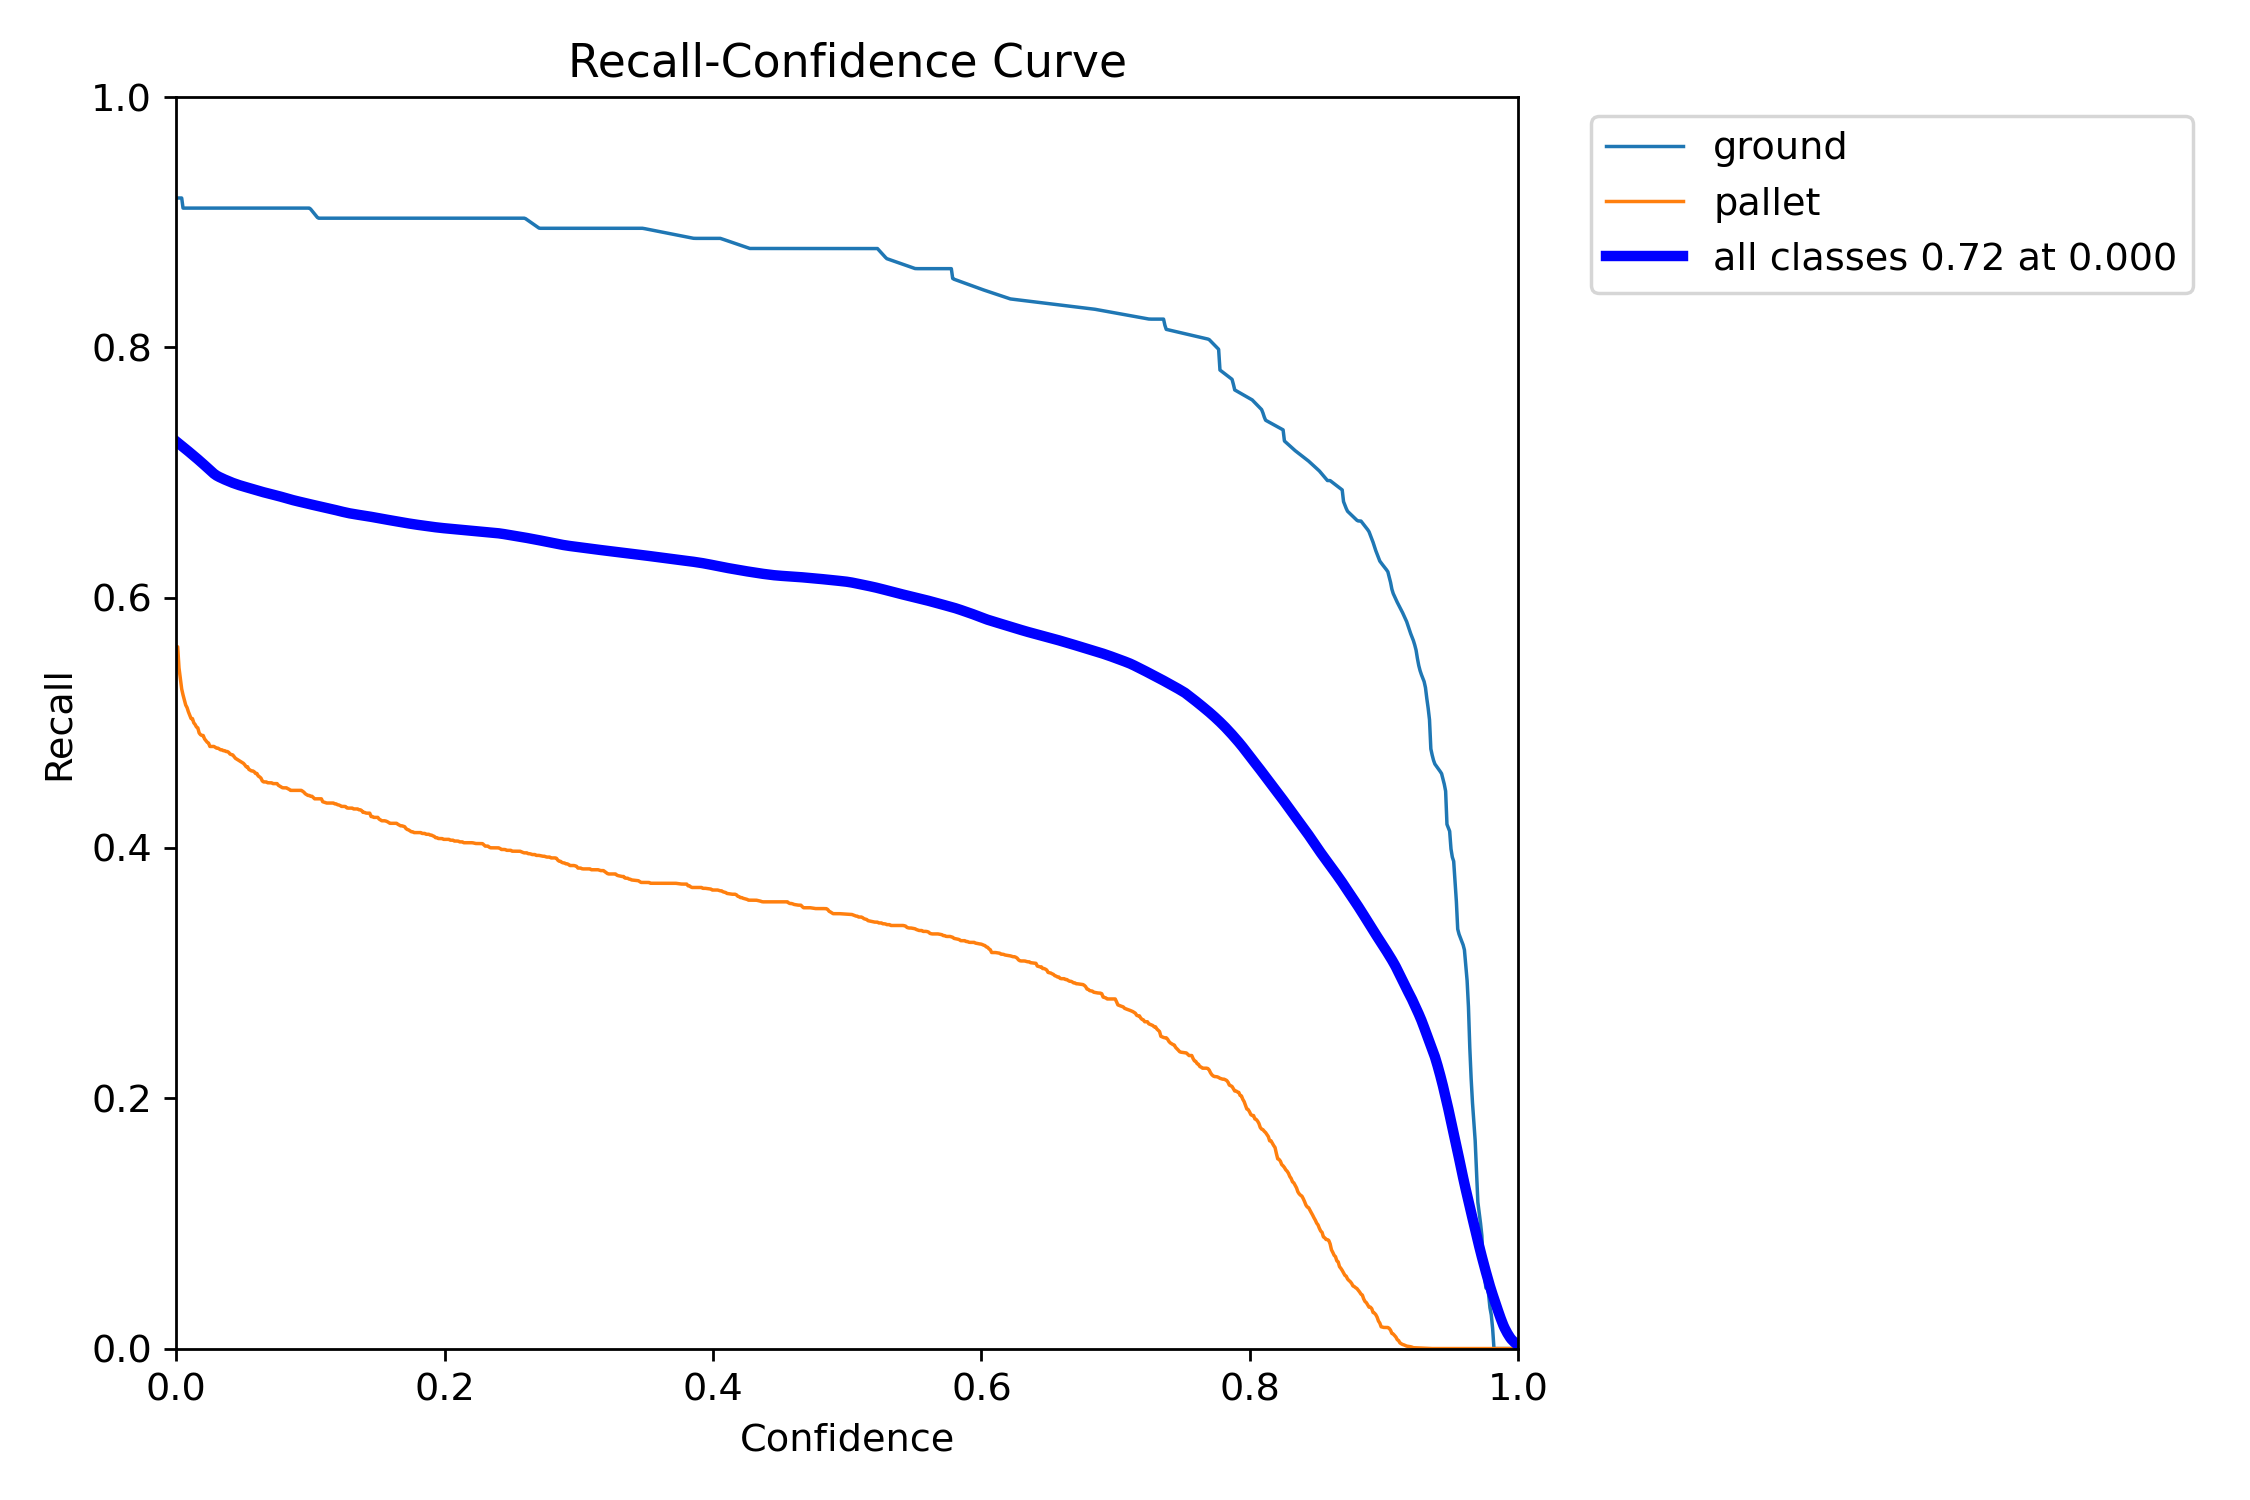 Recall-Confidence Curve
1.0
0.8
0.6
0.4
0.2
0.0
Recall
0.0 0.2 0.4 0.6 0.8 1.0
Confidence
ground
pallet
all classes 0.72 at 0.000